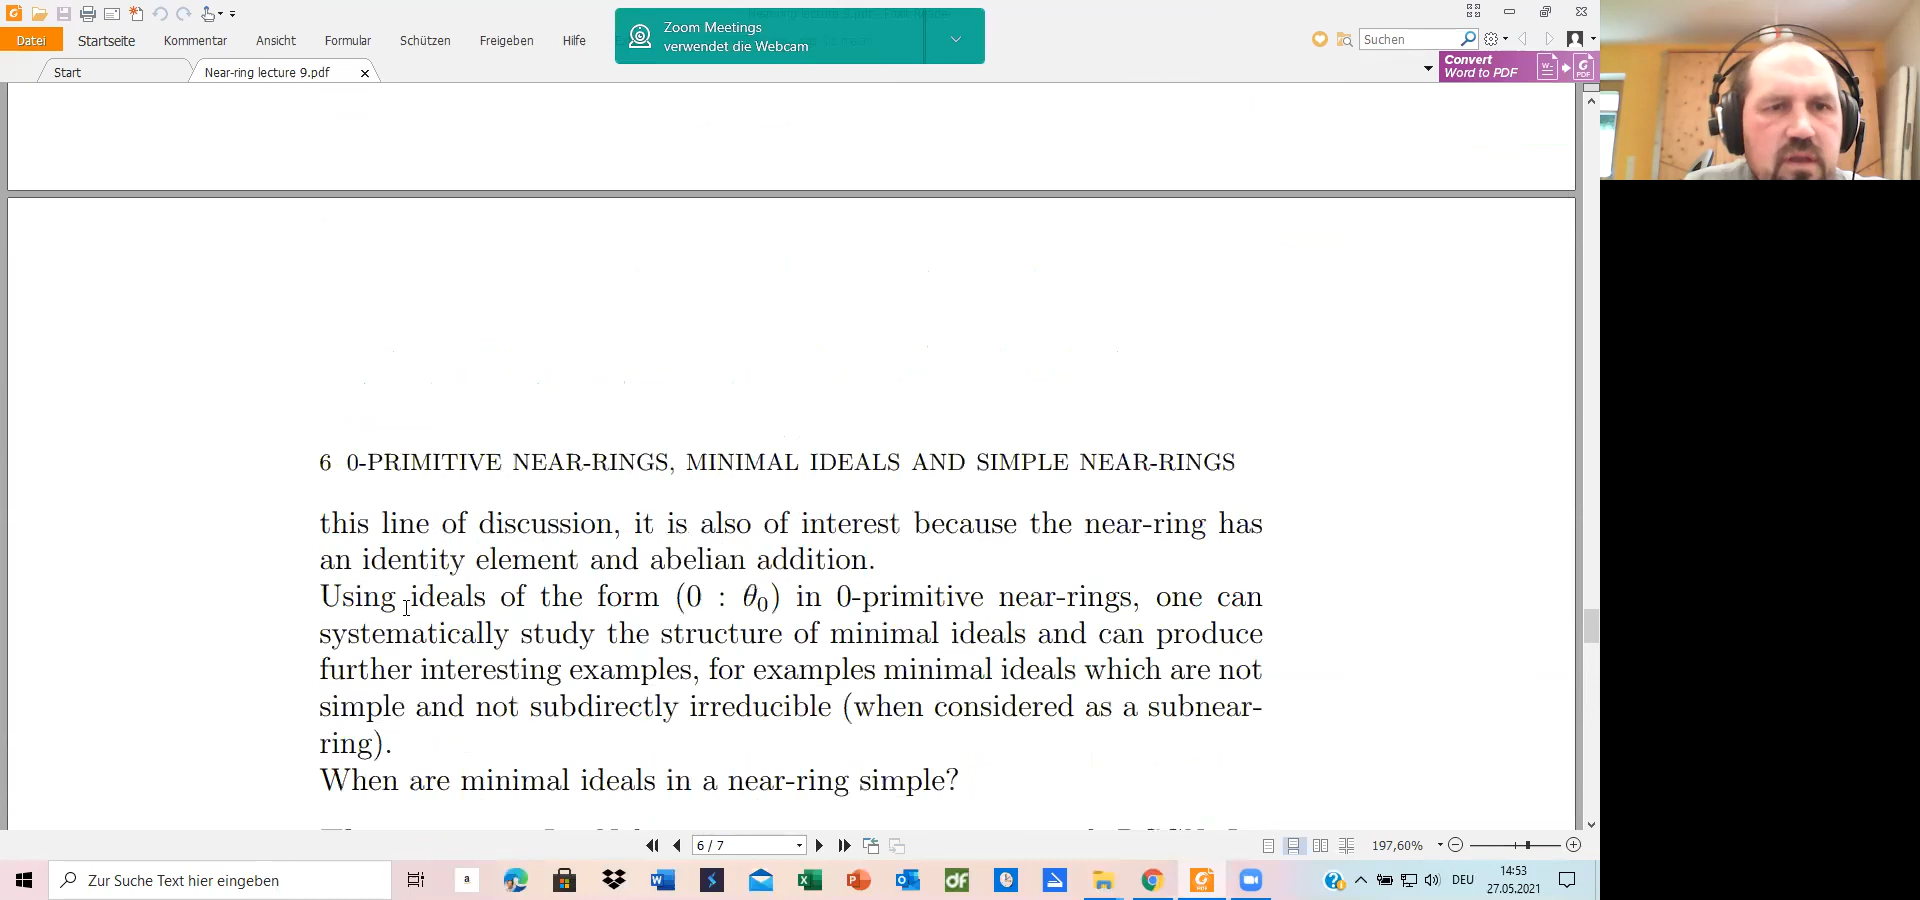 Zoom Meetings
verwendet die Webcam
Datei Startseite Kommentar Ansicht Formular Schützen Freigeben Hilfe
Suchen
Start
Near-ring lecture 9.pdf
Convert
Word to PDF
6 0-PRIMITIVE NEAR-RINGS, MINIMAL IDEALS AND SIMPLE NEAR-RINGS
this line of discussion, it is also of interest because the near-ring has
an identity element and abelian addition.
Using ideals of the form (0 : θ₀) in 0-primitive near-rings, one can
systematically study the structure of minimal ideals and can produce
further interesting examples, for examples minimal ideals which are not
simple and not subdirectly irreducible (when considered as a subnear-
ring).
When are minimal ideals in a near-ring simple?
6 / 7
197,60%
Zur Suche Text hier eingeben
DEU
14:53
27.05.2021